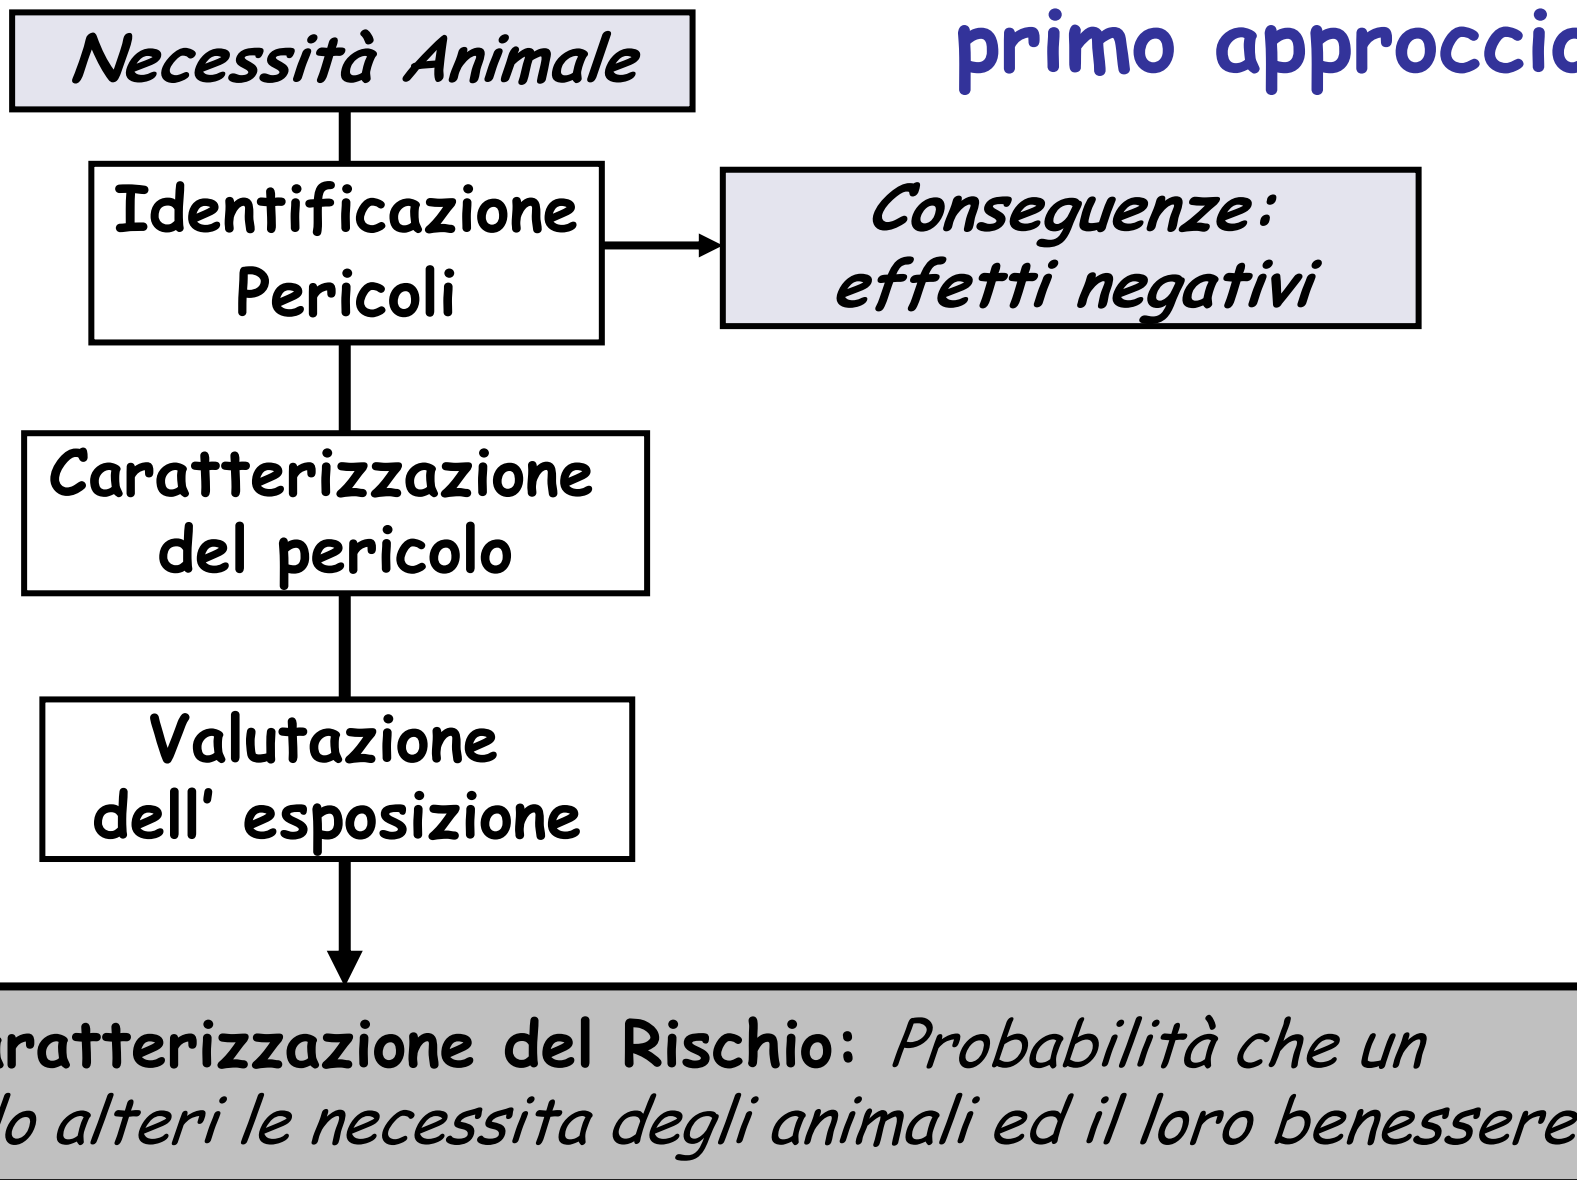 Necessità Animale
primo approccio
Identificazione
Pericoli
Conseguenze:
effetti negativi
Caratterizzazione
del pericolo
Valutazione
dell’ esposizione
aratterizzazione del Rischio: Probabilità che un
lo alteri le necessita degli animali ed il loro benessere